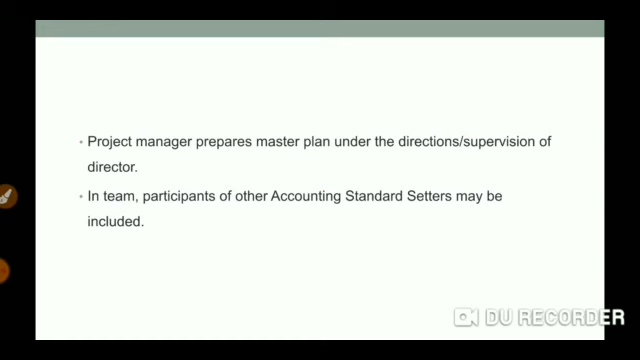 • Project manager prepares master plan under the directions/supervision of
director.
• In team, participants of other Accounting Standard Setters may be
included.
DU RECORDER